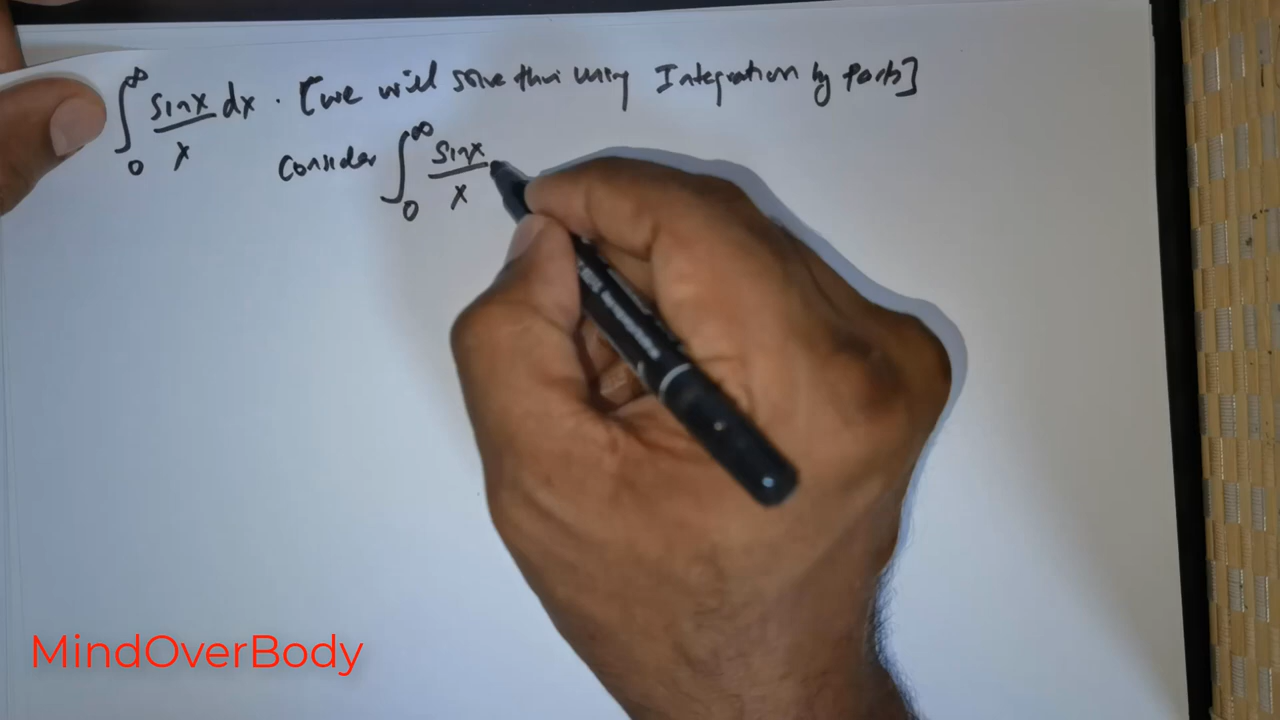 ∫₀^∞ sinx/x dx. [we will solve this using Integration by parts]
Consider ∫₀^∞ sinx/x
MindOverBody